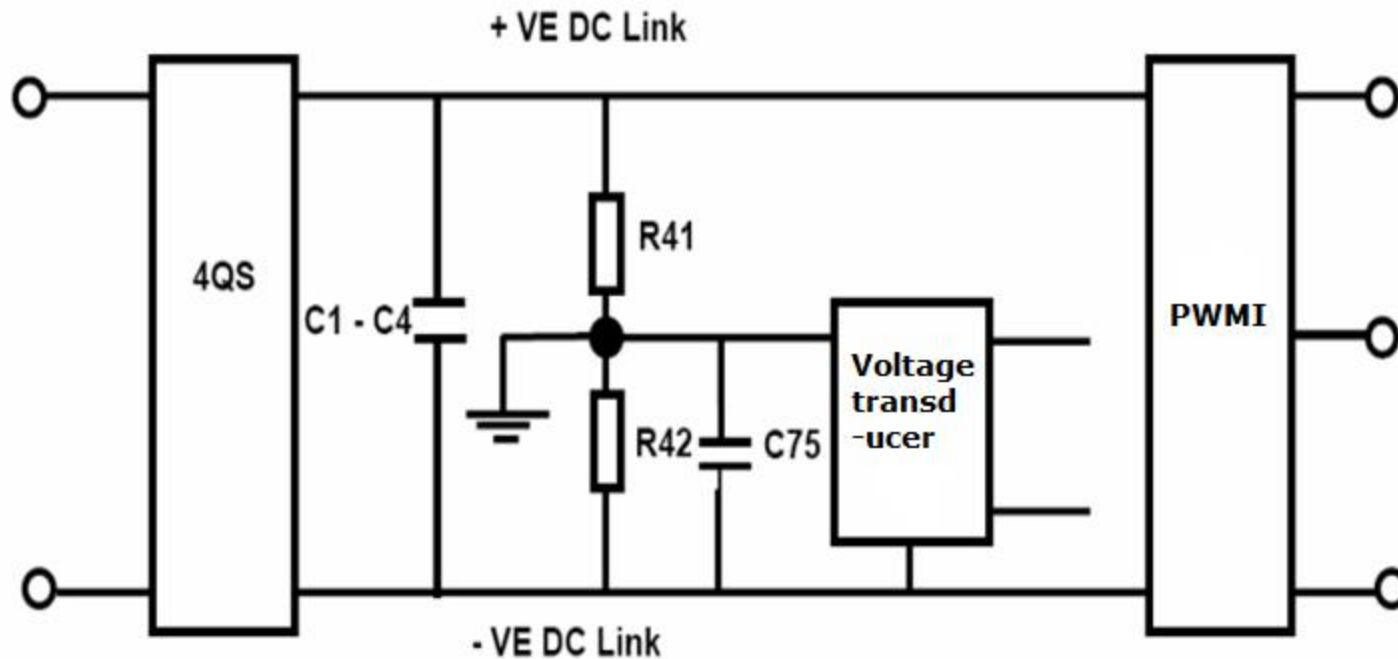 + VE DC Link
4QS
C1 - C4
R41
R42
C75
Voltage
transd
-ucer
PWMI
- VE DC Link